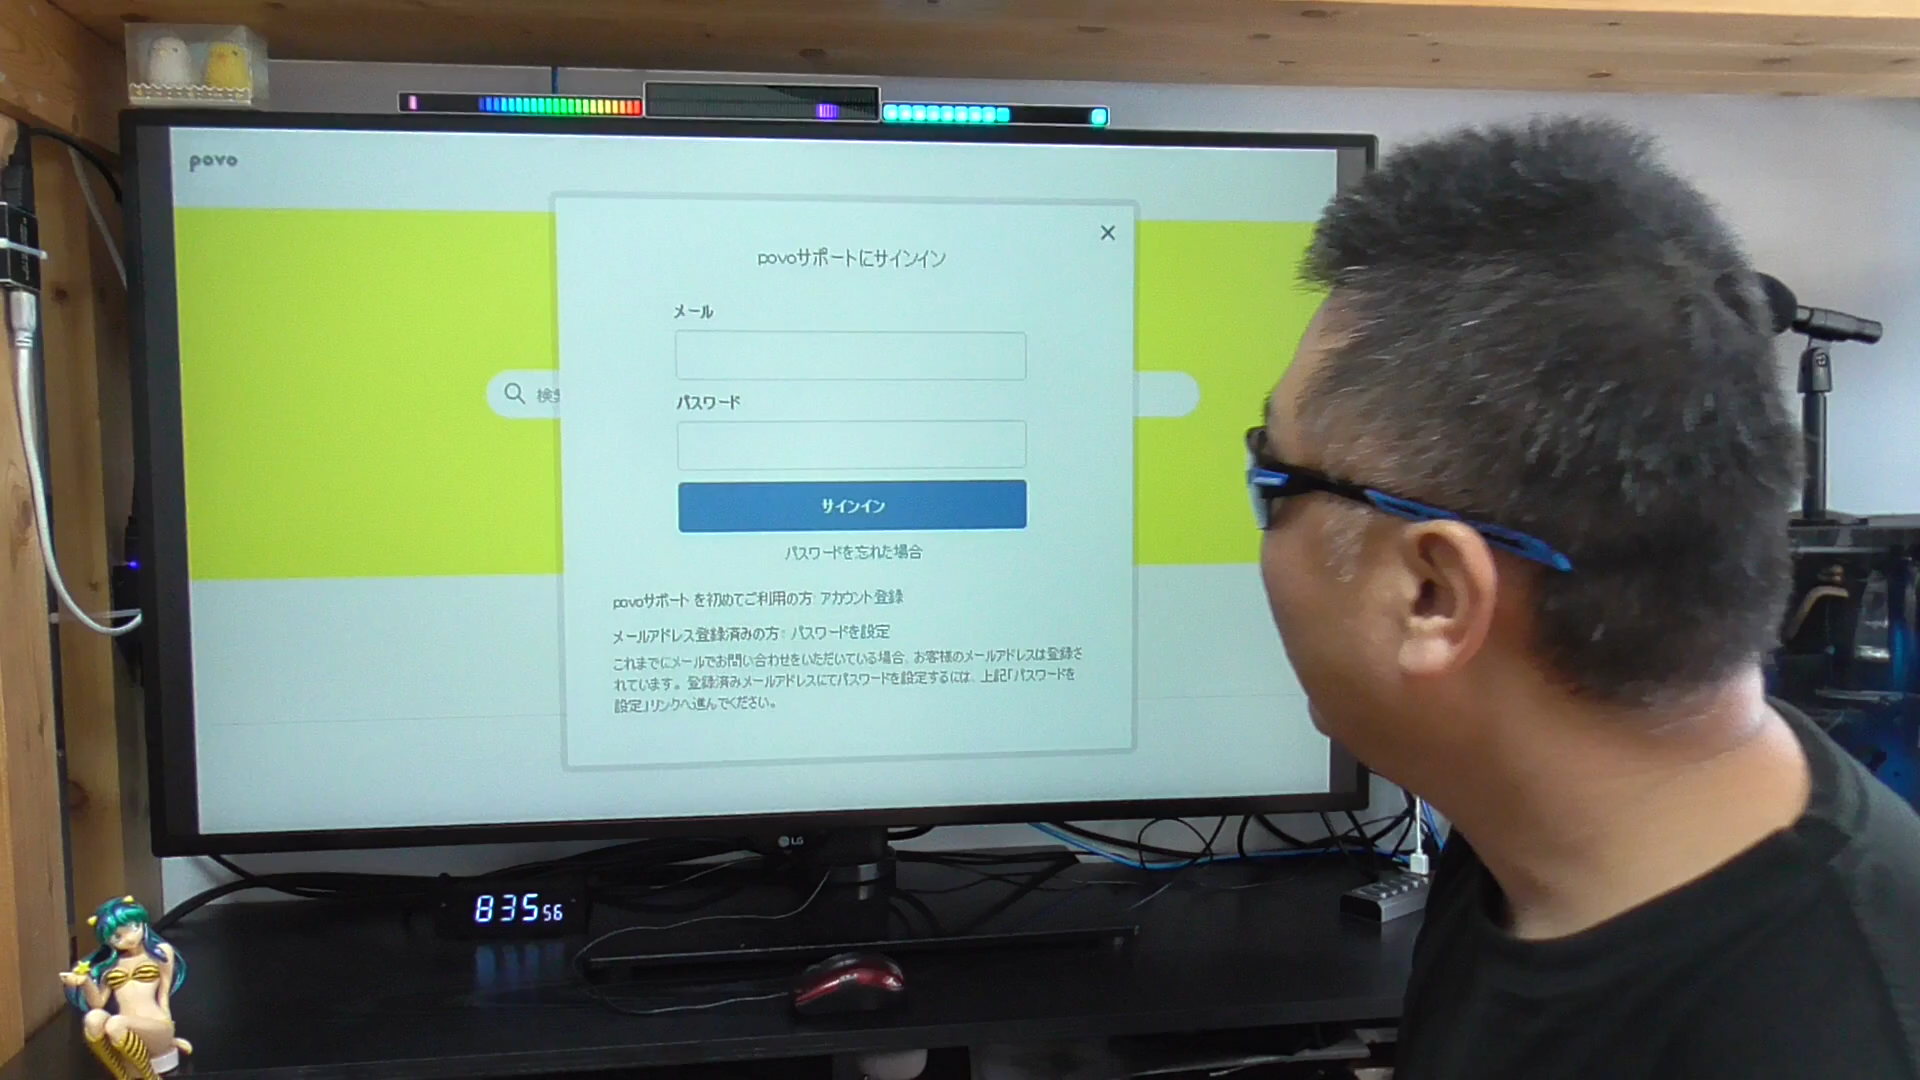 povo
povoサポートにサインイン
メール
検
パスワード
サインイン
パスワードを忘れた場合
povoサポート を初めてご利用の方: アカウント登録
メールアドレス登録済みの方: パスワードを設定
これまでにメールでお問い合わせをいただいている場合、お客様のメールアドレスは登録さ
れています。登録済みメールアドレスにてパスワードを設定するには、上記「パスワードを
設定」リンクへ進んでください。
LG
8 35 56